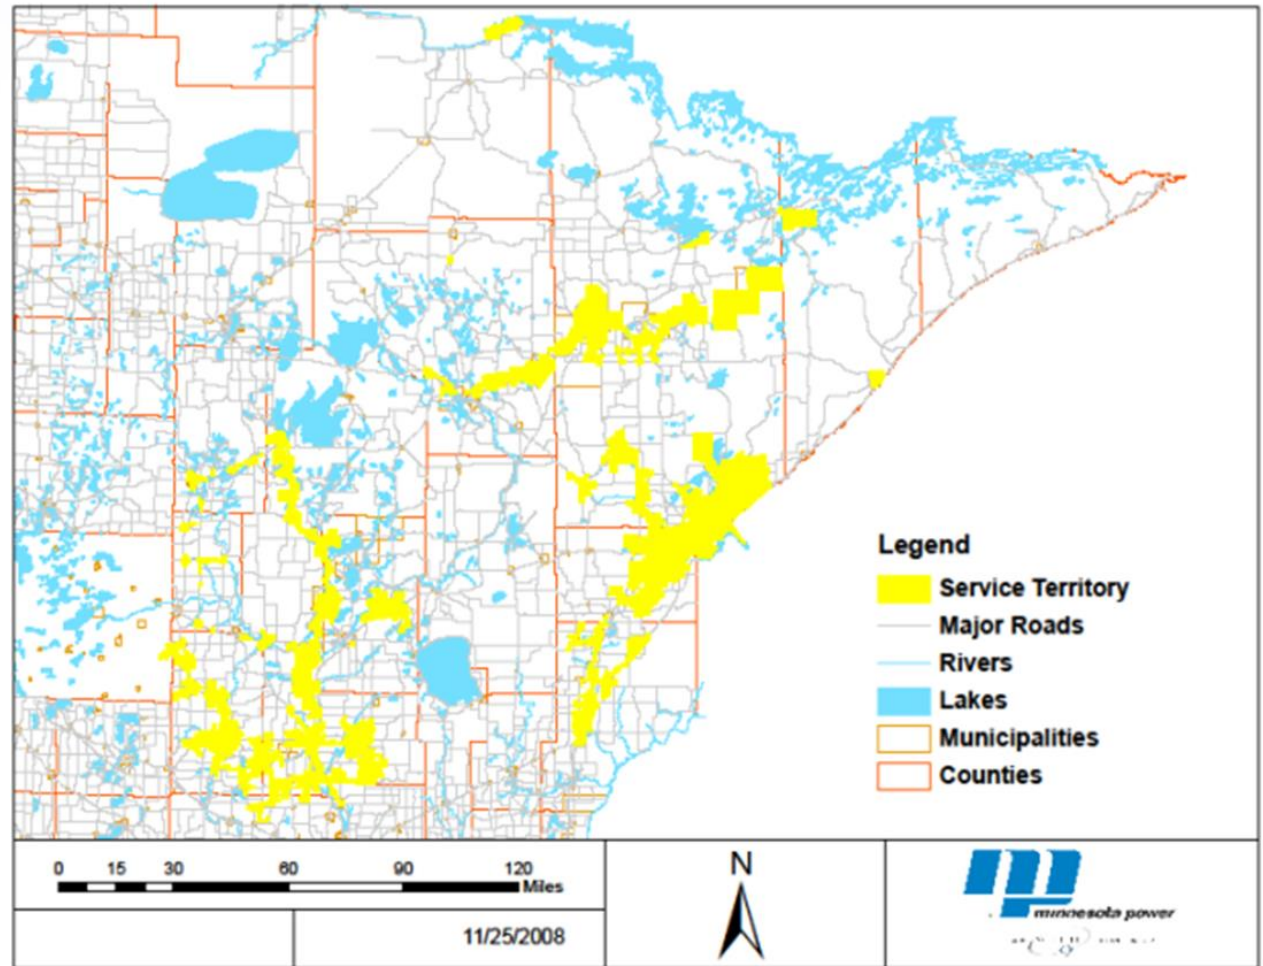 Legend
Service Territory
Major Roads
Rivers
Lakes
Municipalities
Counties
0 15 30 60 90 120
Miles
11/25/2008
N
minnesota power